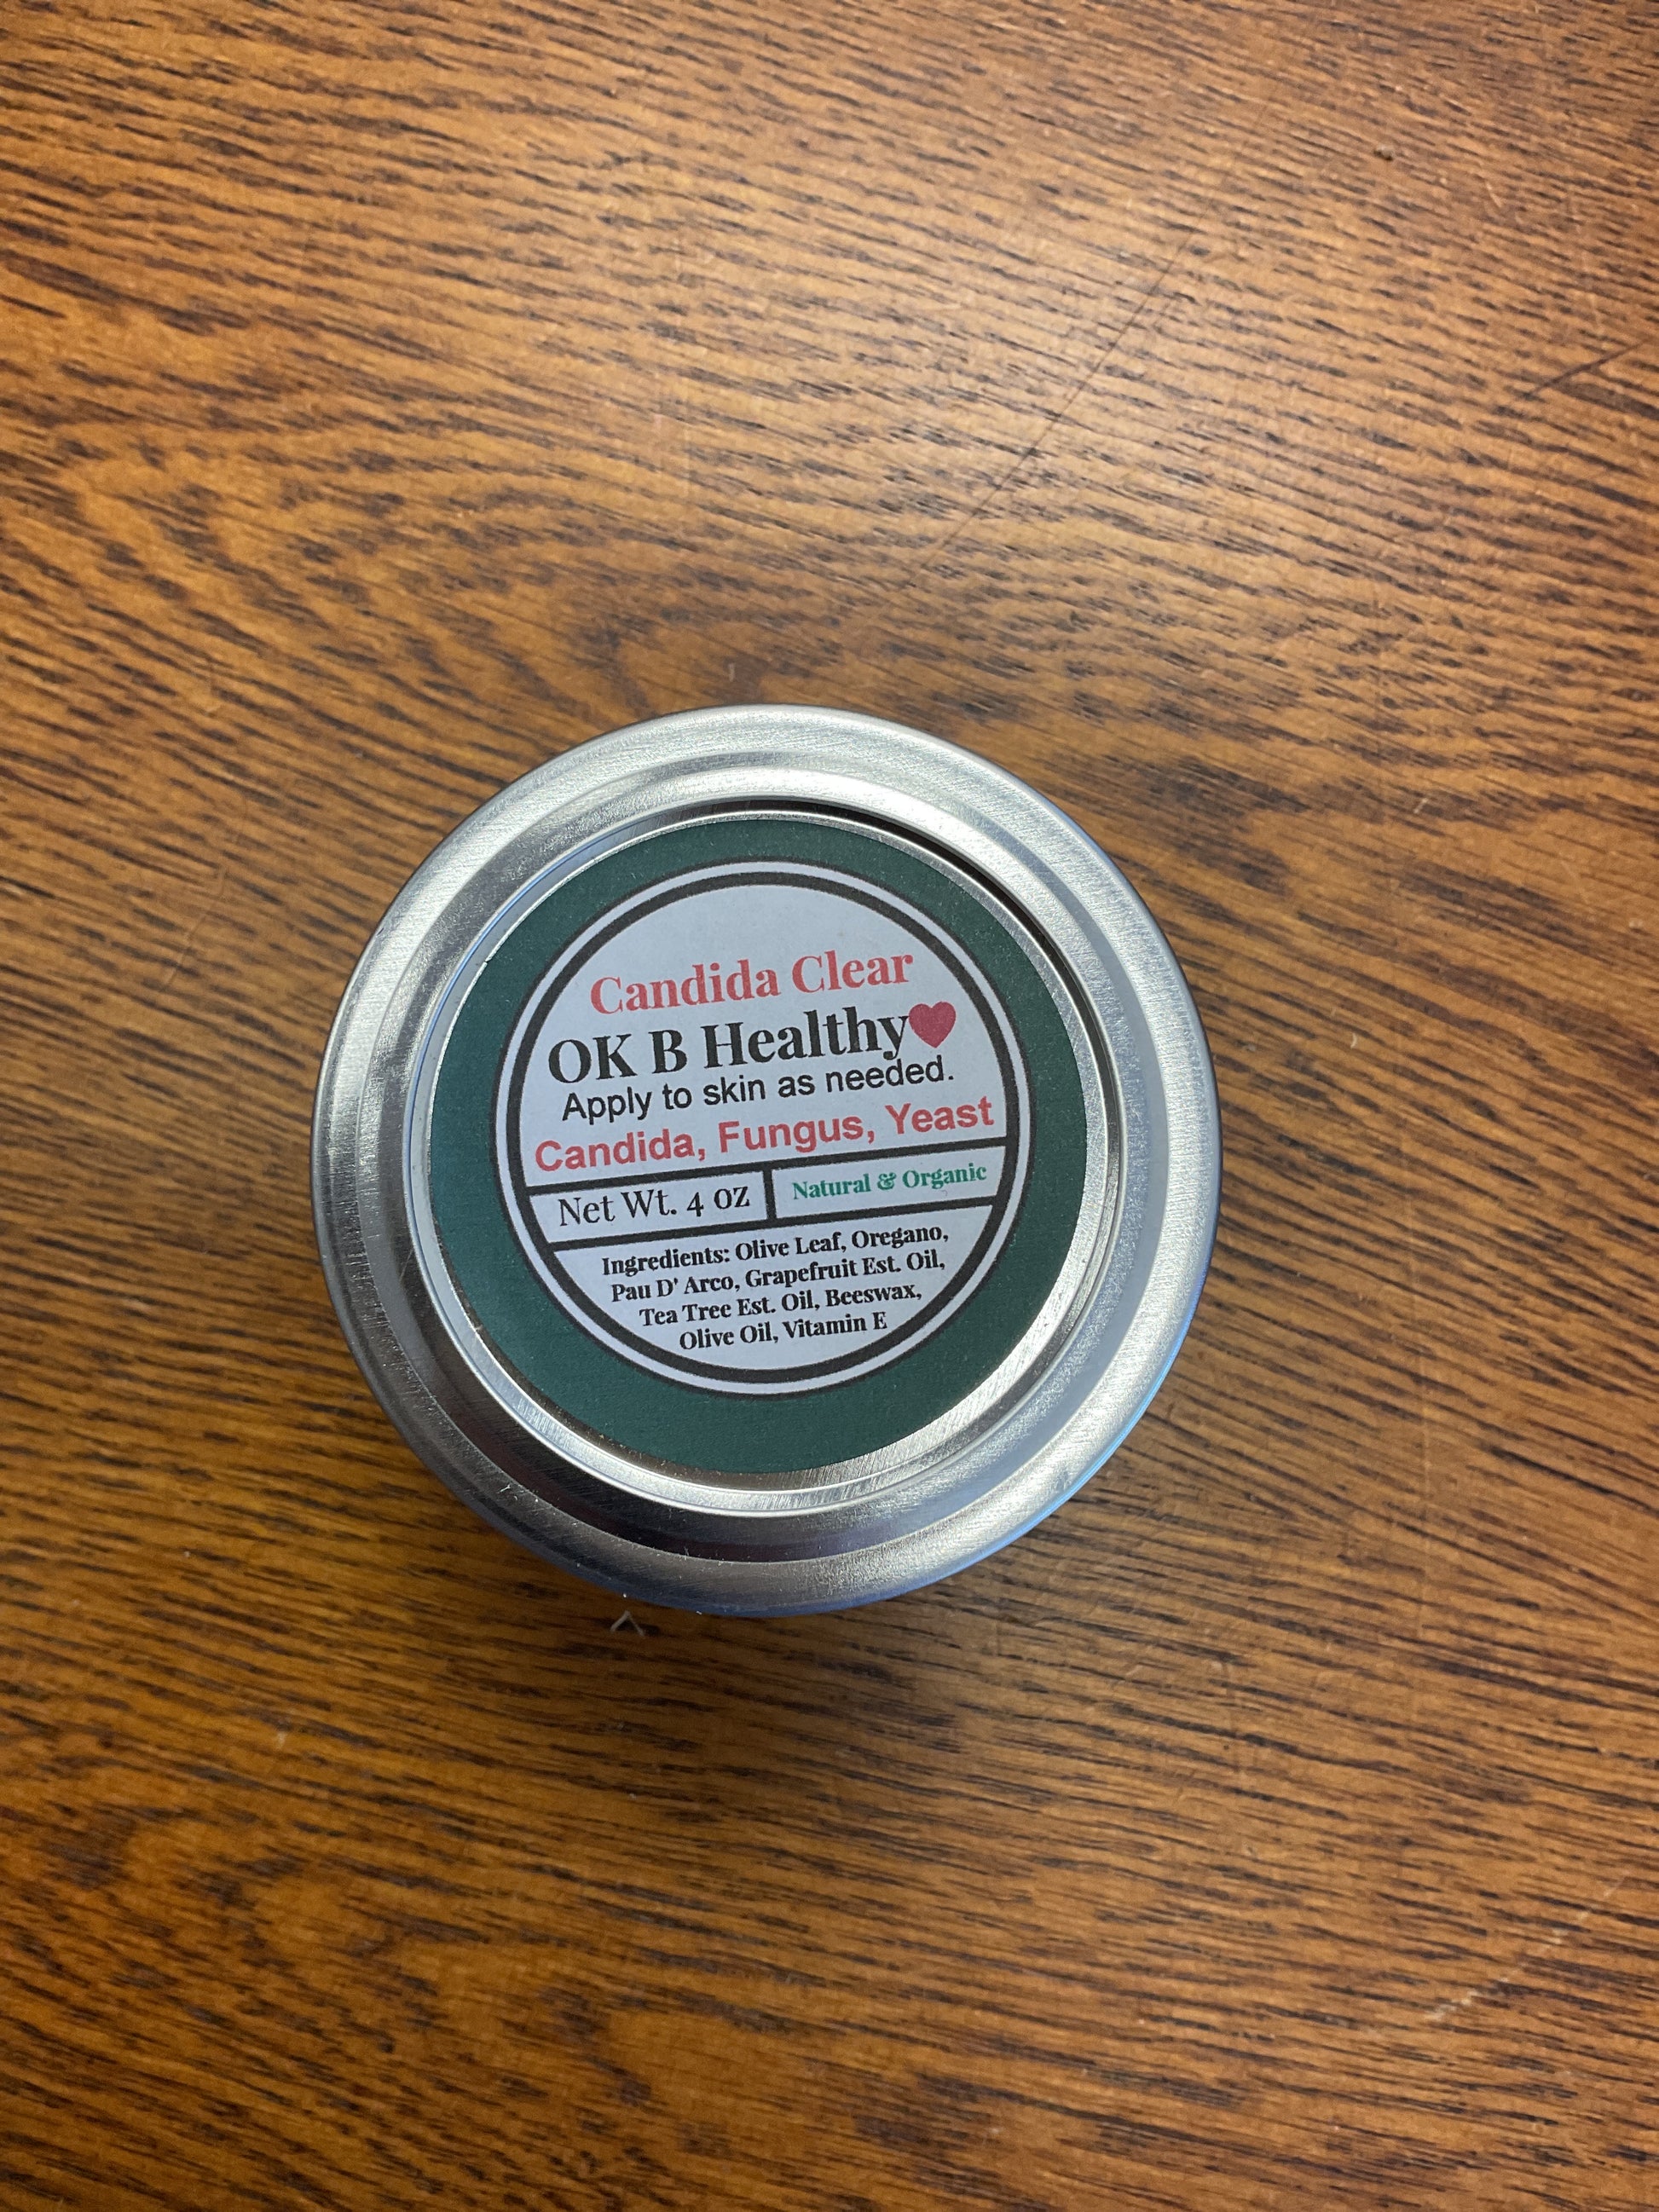 Candida Clear
OK B Healthy
Apply to skin as needed.
Candida, Fungus, Yeast
Net Wt. 4 oz
Natural & Organic
Ingredients: Olive Leaf, Oregano,
Pau D' Arco, Grapefruit Est. Oil,
Tea Tree Est. Oil, Beeswax,
Olive Oil, Vitamin E